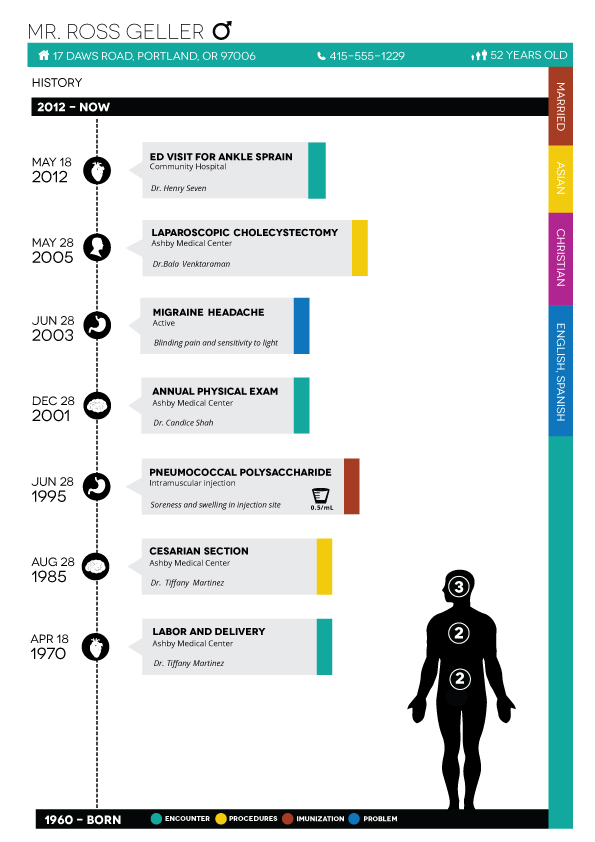 MR. ROSS GELLER
17 DAWS ROAD, PORTLAND, OR 97006
415-555-1229
52 YEARS OLD
HISTORY
2012 – NOW
MARRIED
ASIAN
CHRISTIAN
ENGLISH, SPANISH
MAY 18
2012
ED VISIT FOR ANKLE SPRAIN
Community Hospital
Dr. Henry Seven
MAY 28
2005
LAPAROSCOPIC CHOLECYSTECTOMY
Ashby Medical Center
Dr.Bala Venktaraman
JUN 28
2003
MIGRAINE HEADACHE
Active
Blinding pain and sensitivity to light
DEC 28
2001
ANNUAL PHYSICAL EXAM
Ashby Medical Center
Dr. Candice Shah
JUN 28
1995
PNEUMOCOCCAL POLYSACCHARIDE
Intramuscular injection
Soreness and swelling in injection site
0.5/mL
AUG 28
1985
CESARIAN SECTION
Ashby Medical Center
Dr. Tiffany Martinez
APR 18
1970
LABOR AND DELIVERY
Ashby Medical Center
Dr. Tiffany Martinez
3
2
2
1960 – BORN
ENCOUNTER
PROCEDURES
IMUNIZATION
PROBLEM